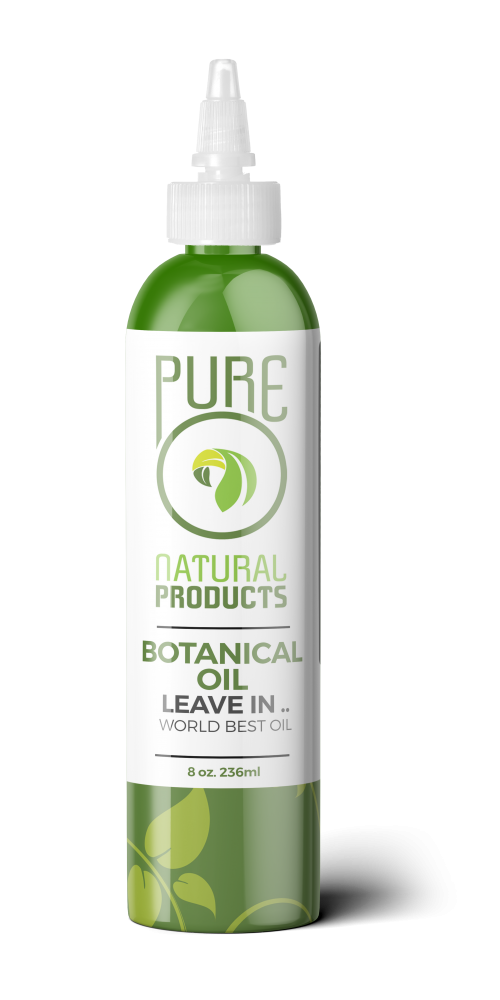 PURE
NATURAL
PRODUCTS
BOTANICAL
OIL
LEAVE IN ..
WORLD BEST OIL
8 oz. 236ml